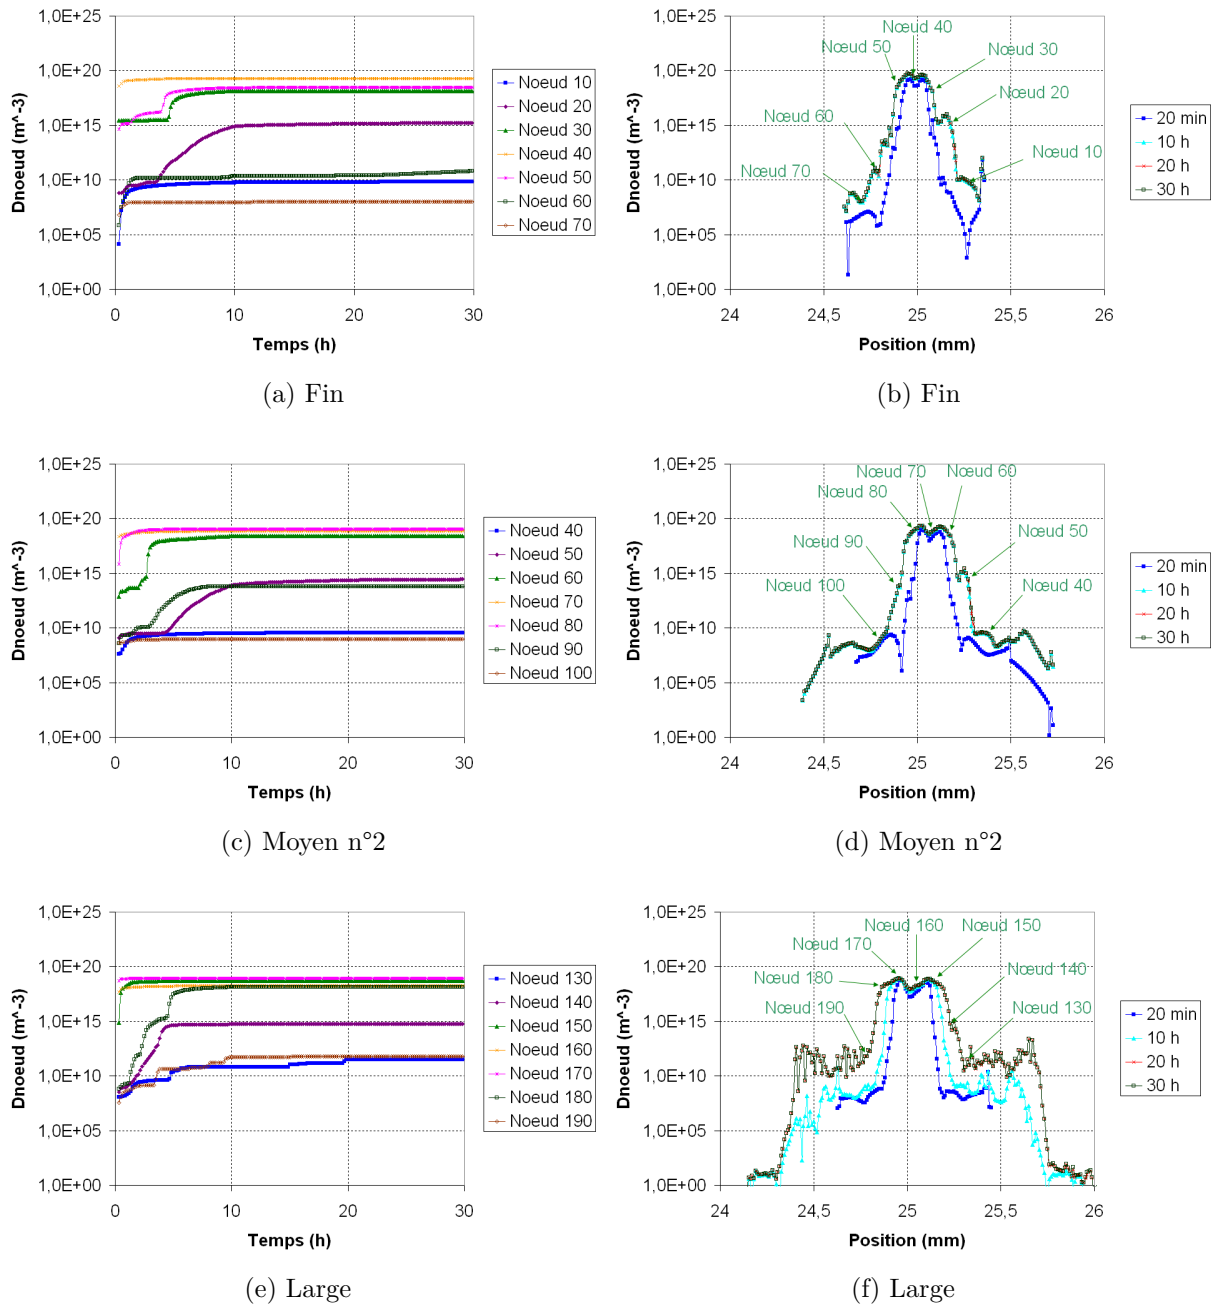 1,0E+25
1,0E+20
1,0E+15
1,0E+10
1,0E+05
1,0E+00
Dnoeud (m^-3)
0
10
20
30
Temps (h)
Noeud 10
Noeud 20
Noeud 30
Noeud 40
Noeud 50
Noeud 60
Noeud 70
(a) Fin
1,0E+25
1,0E+20
1,0E+15
1,0E+10
1,0E+05
1,0E+00
Dnoeud (m^-3)
Nœud 40
Nœud 50
Nœud 30
Nœud 20
Nœud 60
Nœud 10
Nœud 70
24
24,5
25
25,5
26
Position (mm)
20 min
10 h
20 h
30 h
(b) Fin
1,0E+25
1,0E+20
1,0E+15
1,0E+10
1,0E+05
1,0E+00
Dnoeud (m^-3)
0
10
20
30
Temps (h)
Noeud 40
Noeud 50
Noeud 60
Noeud 70
Noeud 80
Noeud 90
Noeud 100
(c) Moyen n°2
1,0E+25
1,0E+20
1,0E+15
1,0E+10
1,0E+05
1,0E+00
Dnoeud (m^-3)
Nœud 70
Nœud 60
Nœud 80
Nœud 50
Nœud 90
Nœud 100
Nœud 40
24
24,5
25
25,5
26
Position (mm)
20 min
10 h
20 h
30 h
(d) Moyen n°2
1,0E+25
1,0E+20
1,0E+15
1,0E+10
1,0E+05
1,0E+00
Dnoeud (m^-3)
0
10
20
30
Temps (h)
Noeud 130
Noeud 140
Noeud 150
Noeud 160
Noeud 170
Noeud 180
Noeud 190
(e) Large
1,0E+25
1,0E+20
1,0E+15
1,0E+10
1,0E+05
1,0E+00
Dnoeud (m^-3)
Nœud 160
Nœud 150
Nœud 170
Nœud 140
Nœud 180
Nœud 190
Nœud 130
24
24,5
25
25,5
26
Position (mm)
20 min
10 h
20 h
30 h
(f) Large